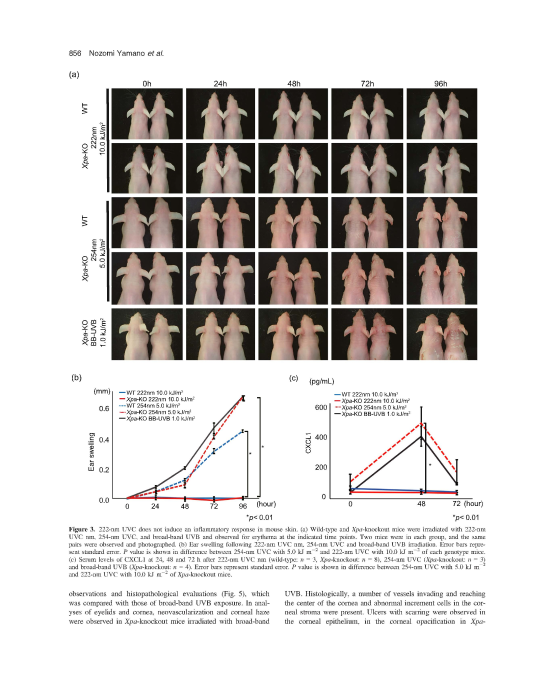 856 Nozomi Yamano et al.
(a)
0h 24h 48h 72h 96h
WT
Xpa-KO
222nm
10.0 kJ/m²
WT
Xpa-KO
254nm
5.0 kJ/m²
Xpa-KO
BB-UVB
1.0 kJ/m²
(b)
(mm)
WT 222nm 10.0 kJ/m²
Xpa-KO 222nm 10.0 kJ/m²
WT 254nm 5.0 kJ/m²
Xpa-KO 254nm 5.0 kJ/m²
Xpa-KO BB-UVB 1.0 kJ/m²
0.6
0.4
0.2
0.0
Ear swelling
0 24 48 72 96 (hour)
*
*
*p< 0.01
(c)
(pg/mL)
WT 222nm 10.0 kJ/m²
Xpa-KO 222nm 10.0 kJ/m²
Xpa-KO 254nm 5.0 kJ/m²
Xpa-KO BB-UVB 1.0 kJ/m²
600
400
200
0
CXCL1
*
0 48 72 (hour)
*p< 0.01
Figure 3. 222-nm UVC does not induce an inflammatory response in mouse skin. (a) Wild-type and Xpa-knockout mice were irradiated with 222-nm
UVC nm, 254-nm UVC, and broad-band UVB and observed for erythema at the indicated time points. Two mice were in each group, and the same
pairs were observed and photographed. (b) Ear swelling following 222-nm UVC nm, 254-nm UVC and broad-band UVB irradiation. Error bars repre-
sent standard error. P value is shown in difference between 254-nm UVC with 5.0 kJ m−2 and 222-nm UVC with 10.0 kJ m−2 of each genotype mice.
(c) Serum levels of CXCL1 at 24, 48 and 72 h after 222-nm UVC nm (wild-type: n = 3, Xpa-knockout: n = 8), 254-nm UVC (Xpa-knockout: n = 3)
and broad-band UVB (Xpa-knockout: n = 4). Error bars represent standard error. P value is shown in difference between 254-nm UVC with 5.0 kJ m−2
and 222-nm UVC with 10.0 kJ m−2 of Xpa-knockout mice.
observations and histopathological evaluations (Fig. 5), which
was compared with those of broad-band UVB exposure. In anal-
yses of eyelids and cornea, neovascularization and corneal haze
were observed in Xpa-knockout mice irradiated with broad-band
UVB. Histologically, a number of vessels invading and reaching
the center of the cornea and abnormal increment cells in the cor-
neal stroma were present. Ulcers with scarring were observed in
the corneal epithelium, in the corneal opacification in Xpa-